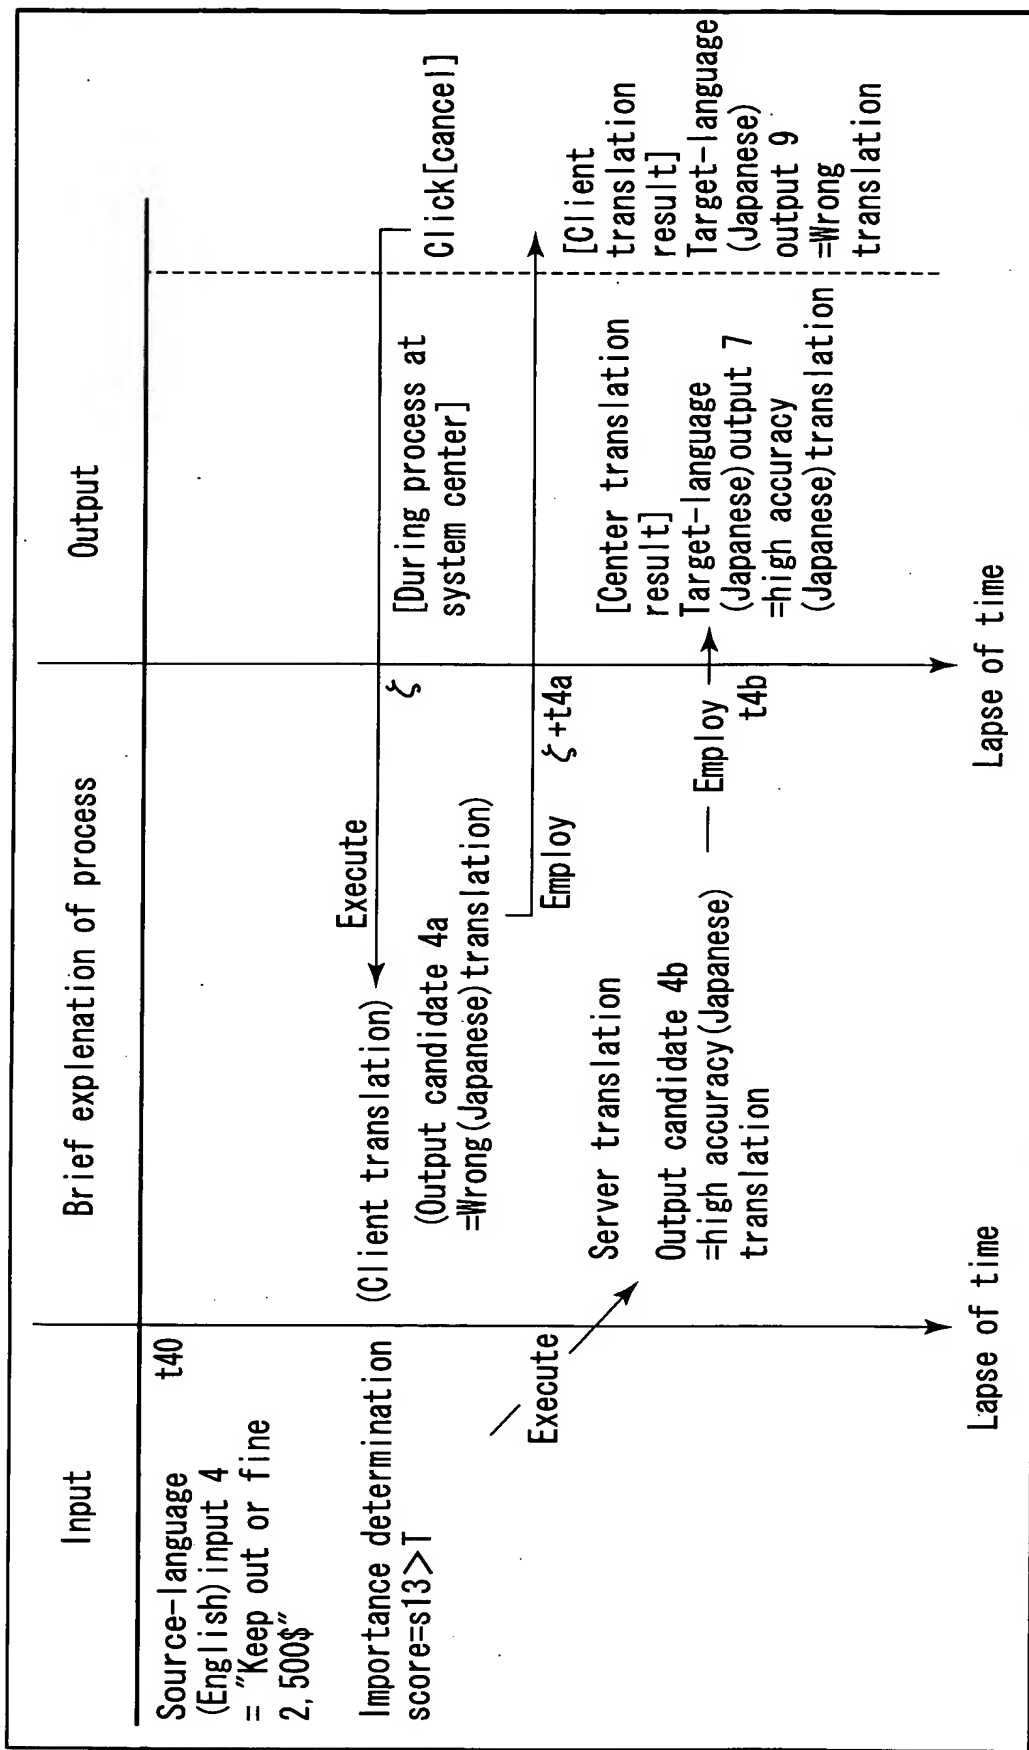 Input
Brief explenation of process
Output
Source-language
(English)input 4
= "Keep out or fine
2,500$"
t40
Importance determination
score=s13>T
Execute
(Client translation)
Execute
(Output candidate 4a
=Wrong(Japanese)translation)
Employ
Server translation
Output candidate 4b
=high accuracy(Japanese)
translation
Employ
ζ
ζ+t4a
t4b
[During process at
system center]
Click[cancel]
[Center translation
result]
Target-language
(Japanese)output 7
=high accuracy
(Japanese)translation
[Client
translation
result]
Target-language
(Japanese)
output 9
=Wrong
translation
Lapse of time
Lapse of time